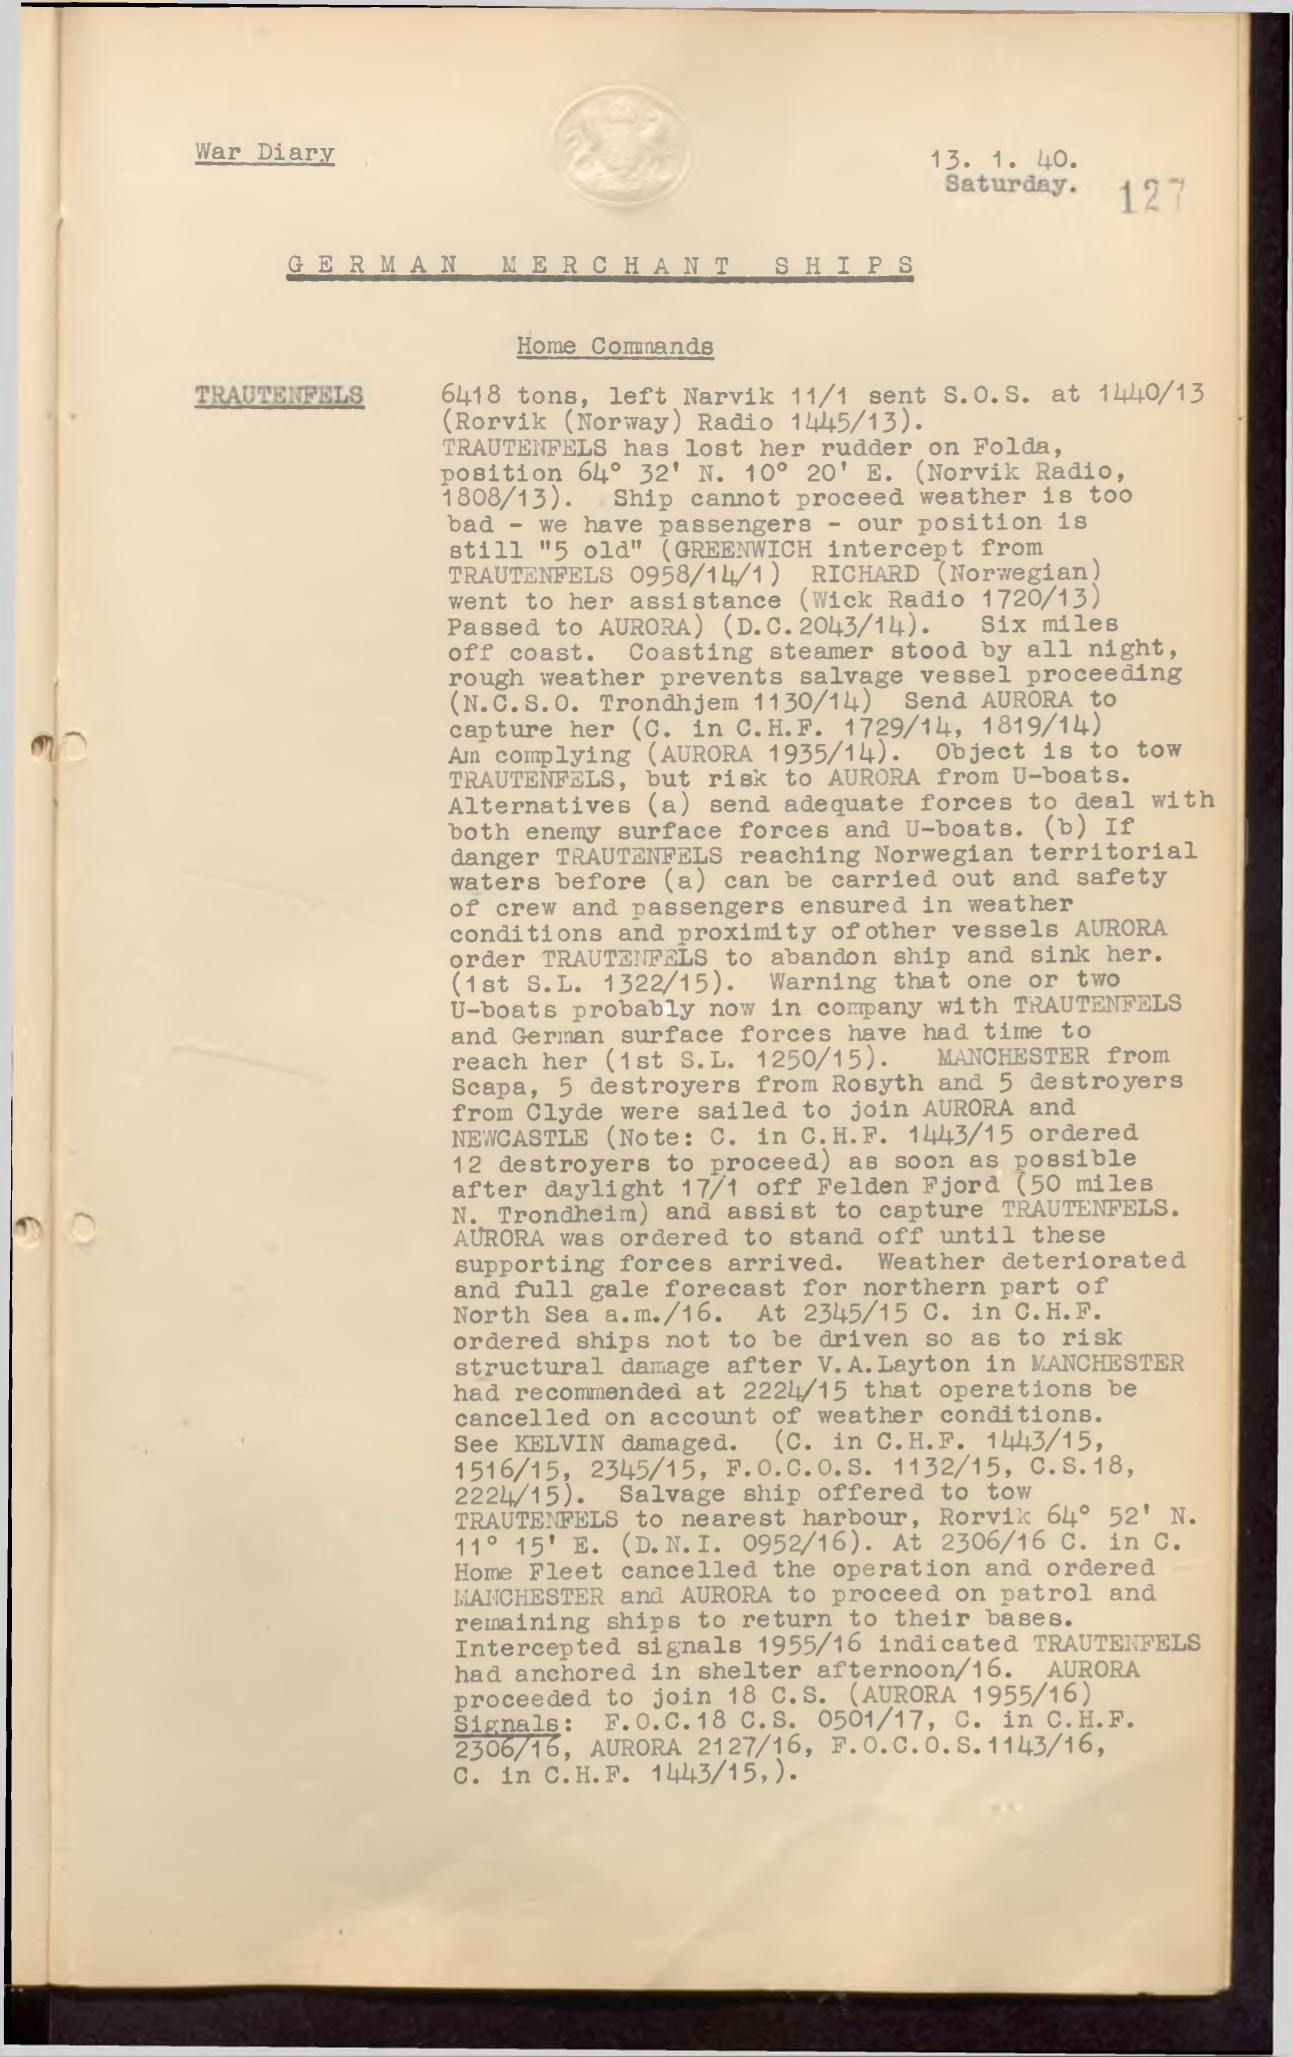 War Diary
13. 1. 40.
Saturday.
127
GERMAN MERCHANT SHIPS
Home Commands
TRAUTENFELS
6418 tons, left Narvik 11/1 sent S.O.S. at 1440/13
(Rorvik (Norway) Radio 1445/13).
TRAUTENFELS has lost her rudder on Folda,
position 64° 32' N. 10° 20' E. (Norvik Radio,
1808/13). Ship cannot proceed weather is too
bad - we have passengers - our position is
still "5 old" (GREENWICH intercept from
TRAUTENFELS 0958/14/1) RICHARD (Norwegian)
went to her assistance (Wick Radio 1720/13)
Passed to AURORA) (D.C.2043/14). Six miles
off coast. Coasting steamer stood by all night,
rough weather prevents salvage vessel proceeding
(N.C.S.O. Trondhjem 1130/14) Send AURORA to
capture her (C. in C.H.F. 1729/14, 1819/14)
Am complying (AURORA 1935/14). Object is to tow
TRAUTENFELS, but risk to AURORA from U-boats.
Alternatives (a) send adequate forces to deal with
both enemy surface forces and U-boats. (b) If
danger TRAUTENFELS reaching Norwegian territorial
waters before (a) can be carried out and safety
of crew and passengers ensured in weather
conditions and proximity of other vessels AURORA
order TRAUTENFELS to abandon ship and sink her.
(1st S.L. 1322/15). Warning that one or two
U-boats probably now in company with TRAUTENFELS
and German surface forces have had time to
reach her (1st S.L. 1250/15). MANCHESTER from
Scapa, 5 destroyers from Rosyth and 5 destroyers
from Clyde were sailed to join AURORA and
NEWCASTLE (Note: C. in C.H.F. 1443/15 ordered
12 destroyers to proceed) as soon as possible
after daylight 17/1 off Felden Fjord (50 miles
N. Trondheim) and assist to capture TRAUTENFELS.
AURORA was ordered to stand off until these
supporting forces arrived. Weather deteriorated
and full gale forecast for northern part of
North Sea a.m./16. At 2345/15 C. in C.H.F.
ordered ships not to be driven so as to risk
structural damage after V.A.Layton in MANCHESTER
had recommended at 2224/15 that operations be
cancelled on account of weather conditions.
See KELVIN damaged. (C. in C.H.F. 1443/15,
1516/15, 2345/15, F.O.C.O.S. 1132/15, C.S.18,
2224/15). Salvage ship offered to tow
TRAUTENFELS to nearest harbour, Rorvik 64° 52' N.
11° 15' E. (D.N.I. 0952/16). At 2306/16 C. in C.
Home Fleet cancelled the operation and ordered
MANCHESTER and AURORA to proceed on patrol and
remaining ships to return to their bases.
Intercepted signals 1955/16 indicated TRAUTENFELS
had anchored in shelter afternoon/16. AURORA
proceeded to join 18 C.S. (AURORA 1955/16)
Signals: F.O.C.18 C.S. 0501/17, C. in C.H.F.
2306/16, AURORA 2127/16, F.O.C.O.S.1143/16,
C. in C.H.F. 1443/15,).